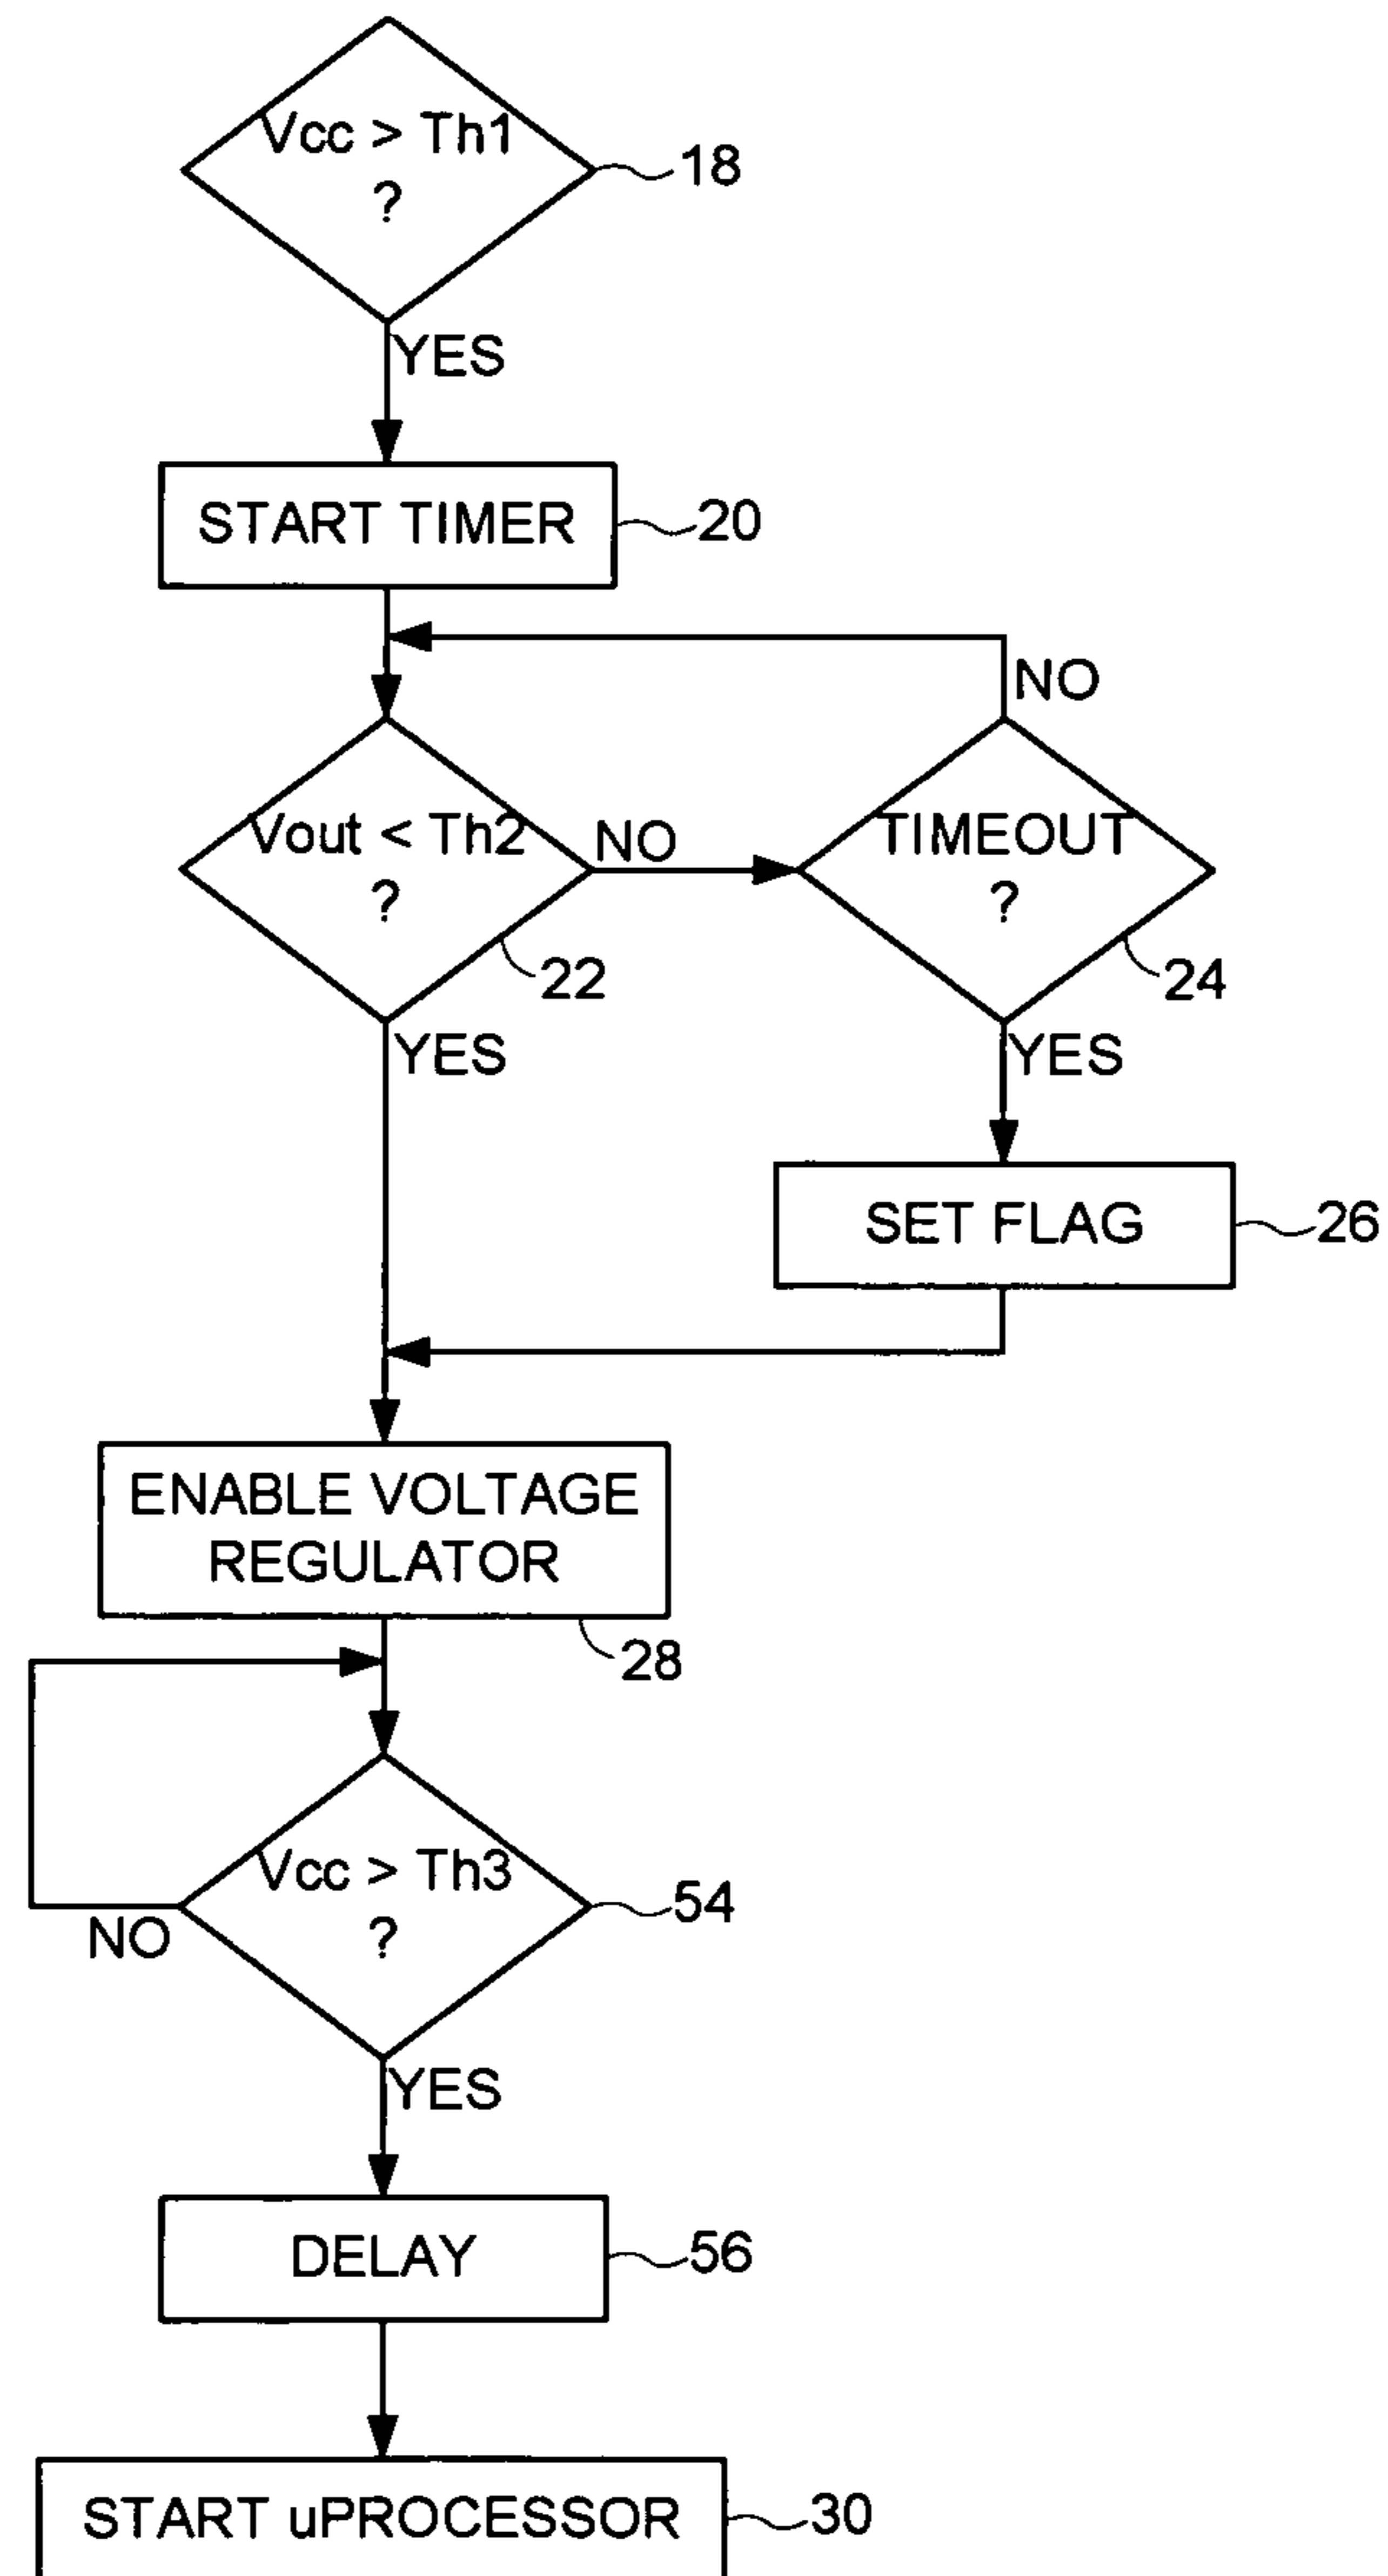 Vcc > Th1
?
18
YES
START TIMER
20
NO
Vout < Th2
?
NO
TIMEOUT
?
22
24
YES
YES
SET FLAG
26
ENABLE VOLTAGE
REGULATOR
28
Vcc > Th3
?
54
NO
YES
DELAY
56
START uPROCESSOR
30